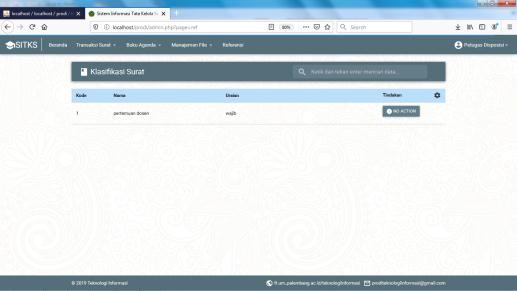 localhost / localhost / prodi /
Sistem Informasi Tata Kelola Su
localhost/prodi/admin.php?page=ref
80%
Search
SITKS
Beranda
Transaksi Surat
Buku Agenda
Manajemen File
Referensi
Petugas Disposisi
Klasifikasi Surat
Ketik dan tekan enter mencari data...
Kode
Nama
Uraian
Tindakan
1
pertemuan dosen
wajib
NO ACTION
© 2019 Teknologi Informasi
ft.um.palembang.ac.id/teknologiinformasi
proditeknologiinformasi@gmail.com